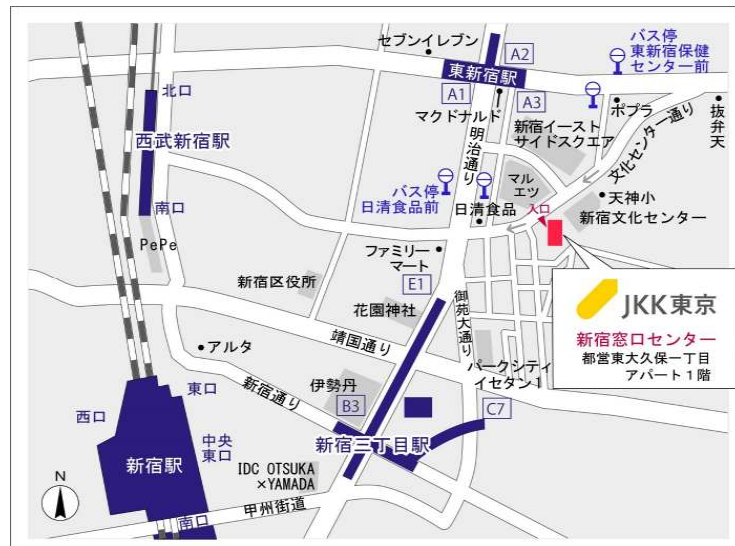 セブンイレブン
A2
バス停
東新宿保健
センター前
東新宿駅
北口
A1
A3
マクドナルド
ポプラ
抜弁天
西武新宿駅
明治通り
新宿イースト
サイドスクエア
文化センター通り
マル
エツ
バス停
日清食品前
天神小
南口
日清食品
入口
新宿文化センター
PePe
ファミリー
マート
新宿区役所
E1
花園神社
御苑大通り
JKK東京
新宿窓口センター
都営東大久保一丁目
アパート1階
靖国通り
アルタ
パークシティ
イセタン1
新宿通り
伊勢丹
東口
B3
C7
西口
中央
東口
新宿三丁目駅
新宿駅
IDC OTSUKA
×YAMADA
N
甲州街道
南口